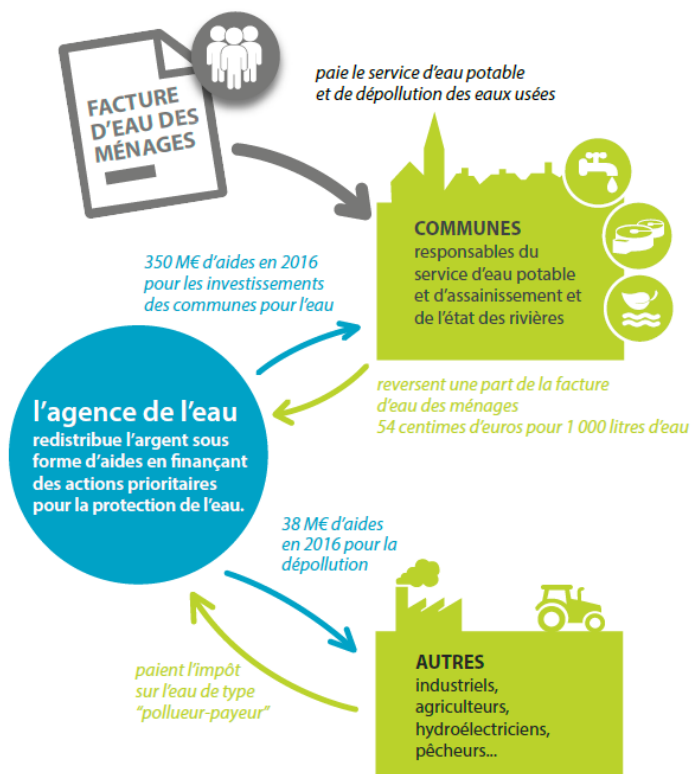 FACTURE
D'EAU DES
MÉNAGES
paie le service d'eau potable
et de dépollution des eaux usées
COMMUNES
responsables du
service d'eau potable
et d'assainissement et
de l'état des rivières
350 M€ d'aides en 2016
pour les investissements
des communes pour l'eau
reversent une part de la facture
d'eau des ménages
54 centimes d'euros pour 1 000 litres d'eau
l'agence de l'eau
redistribue l'argent sous
forme d'aides en finançant
des actions prioritaires
pour la protection de l'eau.
38 M€ d'aides
en 2016 pour la
dépollution
paient l'impôt
sur l'eau de type
"pollueur-payeur"
AUTRES
industriels,
agriculteurs,
hydroélectriciens,
pêcheurs...